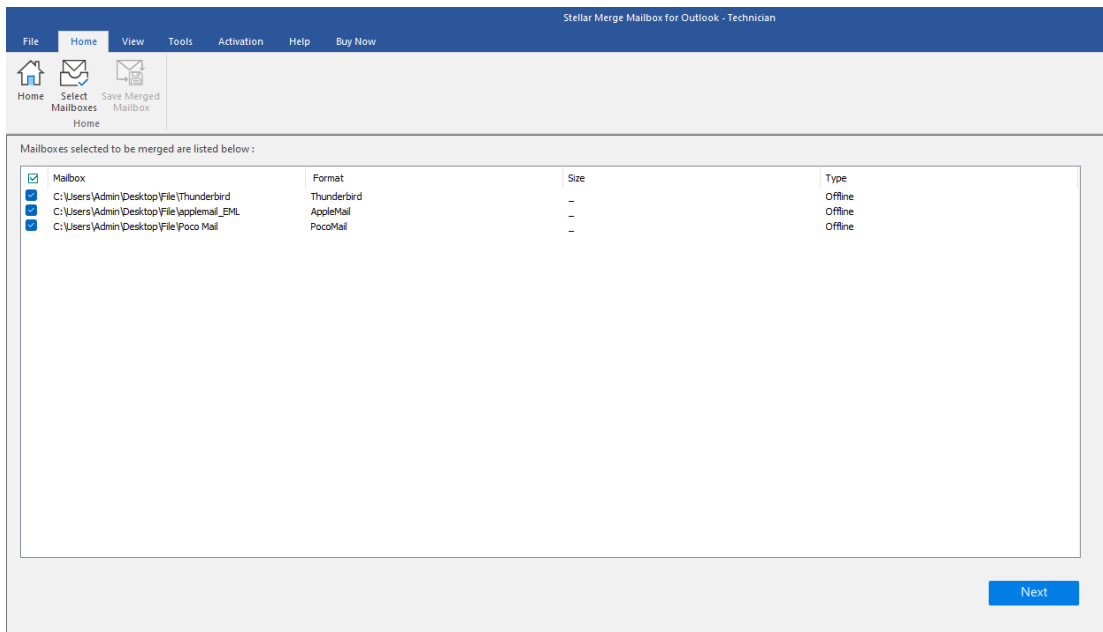 Stellar Merge Mailbox for Outlook - Technician
File Home View Tools Activation Help Buy Now
Home Select Mailboxes Save Merged Mailbox
Home
Mailboxes selected to be merged are listed below :
Mailbox Format Size Type
C:\Users\Admin\Desktop\File\Thunderbird Thunderbird _ Offline
C:\Users\Admin\Desktop\File\applemail_EML AppleMail _ Offline
C:\Users\Admin\Desktop\File\Poco Mail PocoMail _ Offline
Next